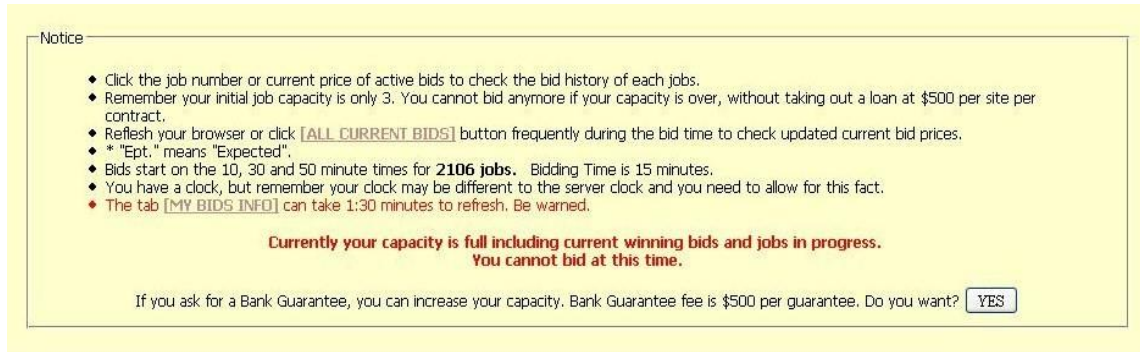 Notice
Click the job number or current price of active bids to check the bid history of each jobs.
Remember your initial job capacity is only 3. You cannot bid anymore if your capacity is over, without taking out a loan at $500 per site per
contract.
Reflesh your browser or click [ALL CURRENT BIDS] button frequently during the bid time to check updated current bid prices.
* "Ept." means "Expected".
Bids start on the 10, 30 and 50 minute times for 2106 jobs. Bidding Time is 15 minutes.
You have a clock, but remember your clock may be different to the server clock and you need to allow for this fact.
The tab [MY BIDS INFO] can take 1:30 minutes to refresh. Be warned.
Currently your capacity is full including current winning bids and jobs in progress.
You cannot bid at this time.
If you ask for a Bank Guarantee, you can increase your capacity. Bank Guarantee fee is $500 per guarantee. Do you want? YES